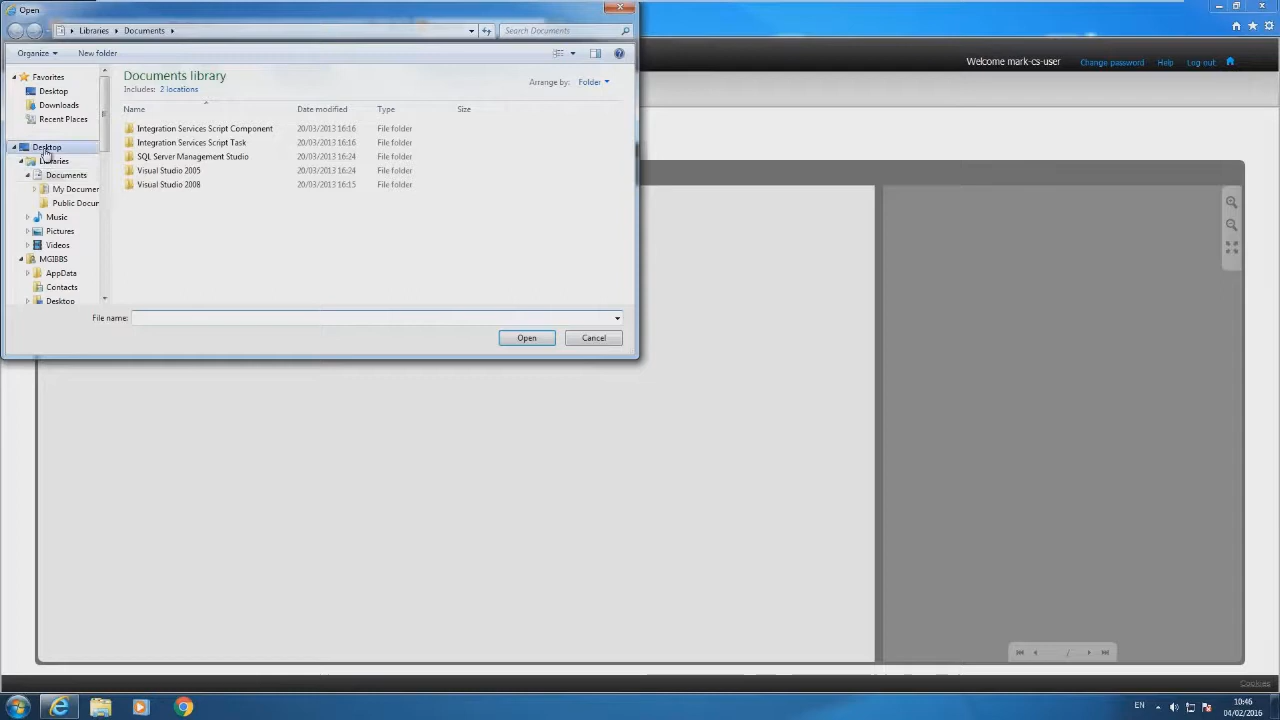 Open
Libraries
Documents
Search Documents
Welcome mark-cs-user
Change password
Help
Log out
Organize
New folder
Favorites
Desktop
Downloads
Recent Places
Desktop
Libraries
Documents
My Documer
Public Docur
Music
Pictures
Videos
MGIBBS
AppData
Contacts
Desktop
Documents library
Includes: 2 locations
Arrange by: Folder
Name Date modified Type Size
Integration Services Script Component 20/03/2013 16:16 File folder
Integration Services Script Task 20/03/2013 16:16 File folder
SQL Server Management Studio 20/03/2013 16:24 File folder
Visual Studio 2005 20/03/2013 16:24 File folder
Visual Studio 2008 20/03/2013 16:15 File folder
File name:
Open
Cancel
/
Cookies
EN
10:46
04/02/2016